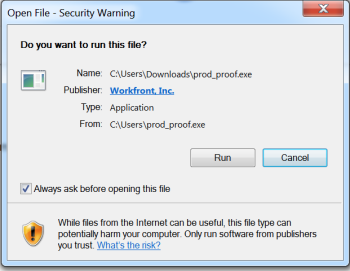 Open File - Security Warning
Do you want to run this file?
Name: C:\Users\Downloads\prod_proof.exe
Publisher: Workfront, Inc.
Type: Application
From: C:\Users\prod_proof.exe
Run Cancel
Always ask before opening this file
While files from the Internet can be useful, this file type can
potentially harm your computer. Only run software from publishers
you trust. What's the risk?